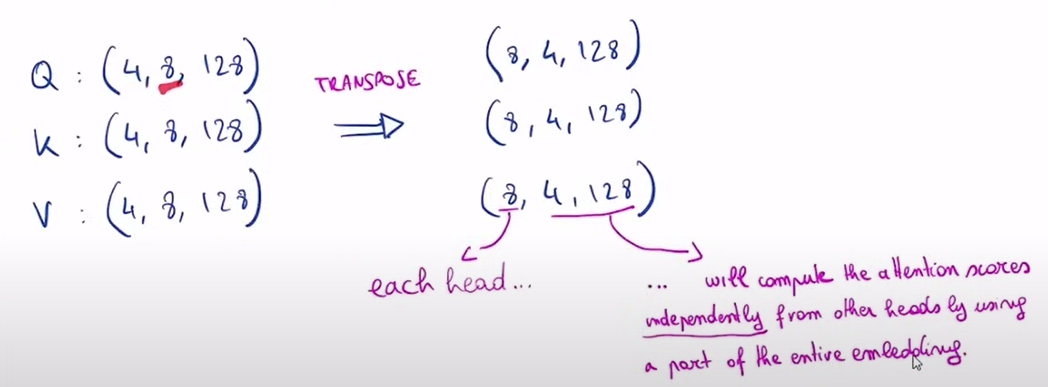 Q : (4, 8, 128)
K : (4, 8, 128)
V : (4, 8, 128)
TRANSPOSE
(8, 4, 128)
(8, 4, 128)
(8, 4, 128)
each head...
... will compute the attention scores
independently from other heads by using
a part of the entire embedding.